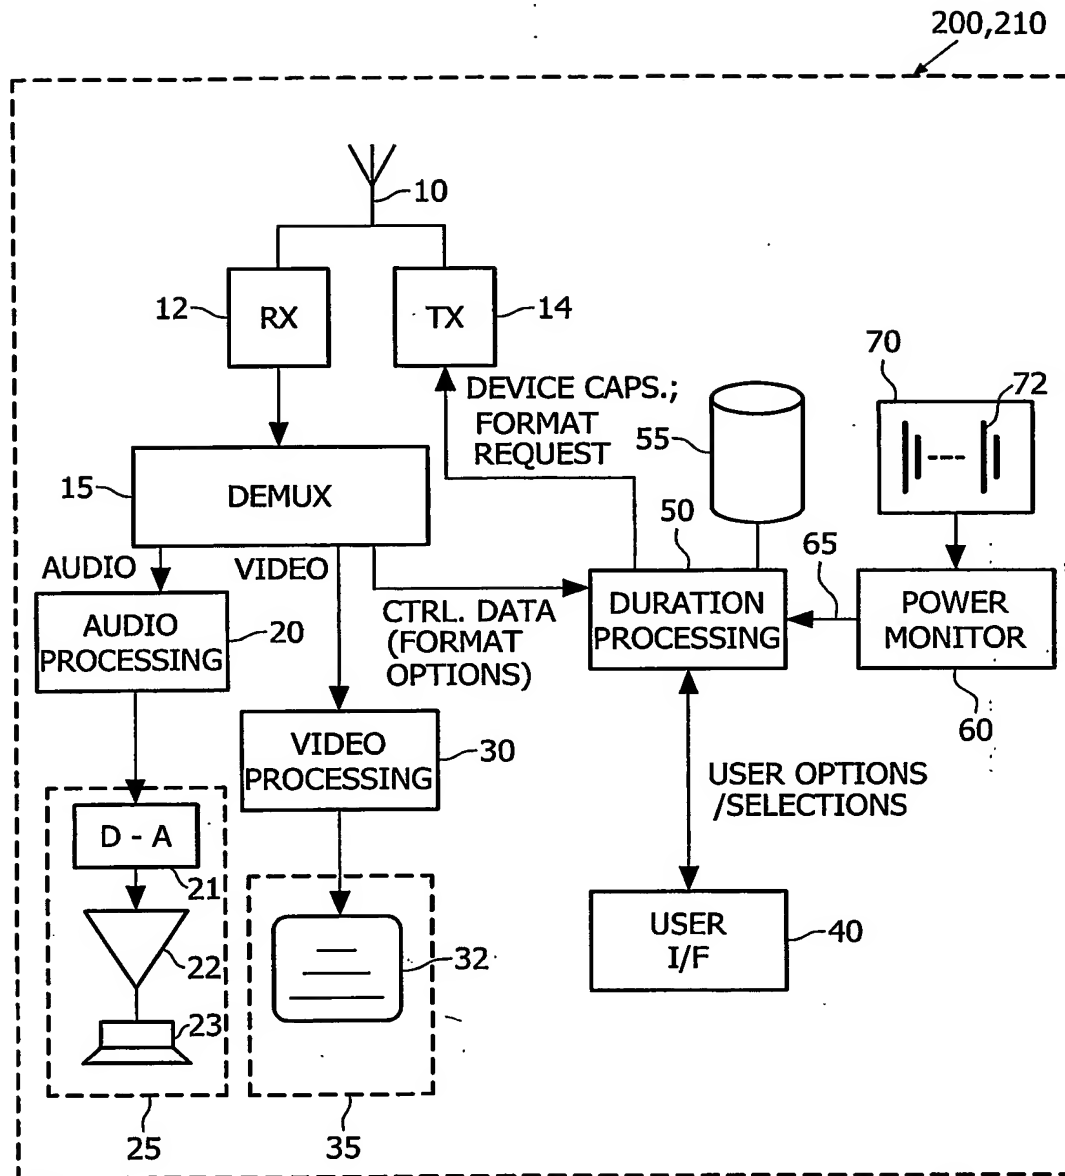 200,210
10
12
RX
TX
14
DEVICE CAPS.;
FORMAT
REQUEST
70
72
55
15
DEMUX
50
65
AUDIO
VIDEO
CTRL. DATA
(FORMAT
OPTIONS)
DURATION
PROCESSING
POWER
MONITOR
60
AUDIO
PROCESSING
20
VIDEO
PROCESSING
30
USER OPTIONS
/SELECTIONS
D - A
21
22
23
32
USER
I/F
40
25
35